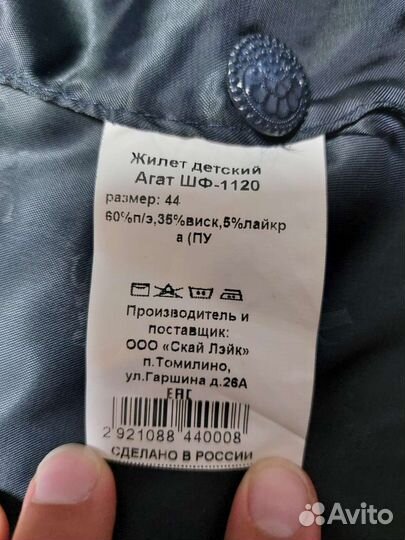 Жилет детский
Агат ШФ-1120
размер: 44
60%п/э,35%виск,5%лайкр
а (ПУ
Производитель и
поставщик:
ООО «Скай Лэйк»
п.Томилино,
ул.Гаршина д.26А
ЕАС
2 921088 440008
СДЕЛАНО В РОССИИ
Avito